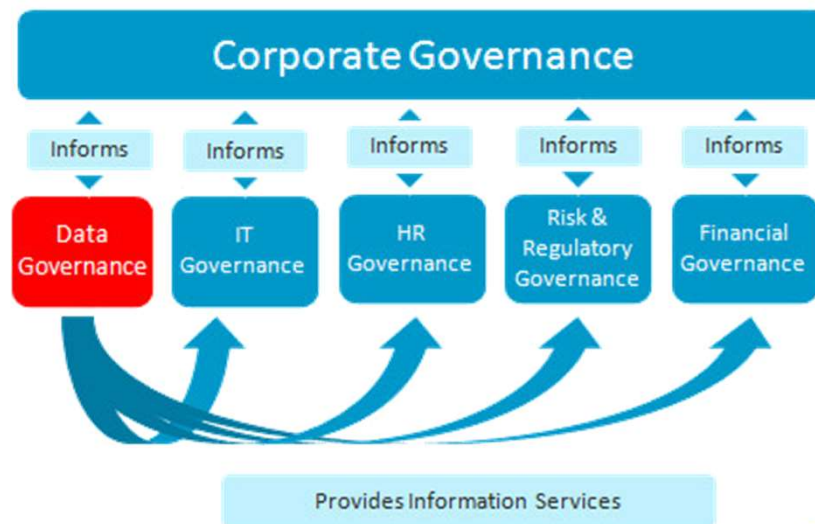 Corporate Governance
Informs
Informs
Informs
Informs
Informs
Data
Governance
IT
Governance
HR
Governance
Risk &
Regulatory
Governance
Financial
Governance
Provides Information Services